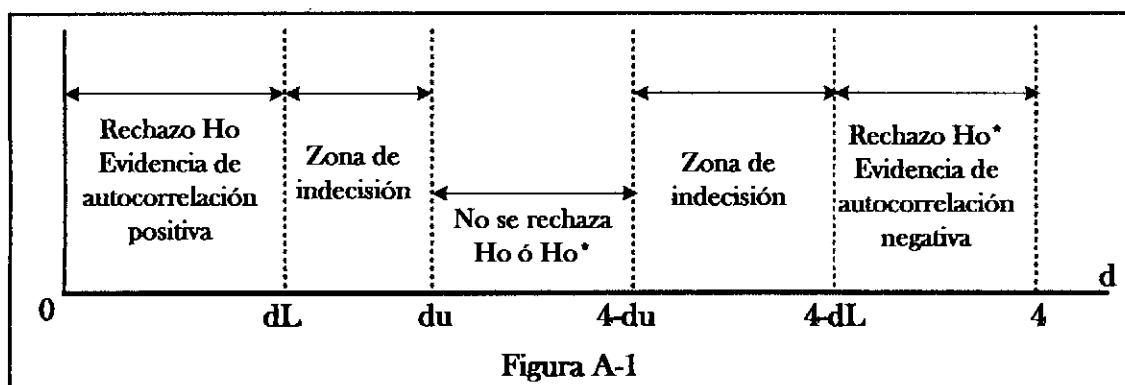 Rechazo Ho
Evidencia de
autocorrelación
positiva
Zona de
indecisión
No se rechaza
Ho ó Ho*
Zona de
indecisión
Rechazo Ho*
Evidencia de
autocorrelación
negativa
d
0
dL
du
4-du
4-dL
4
Figura A-1